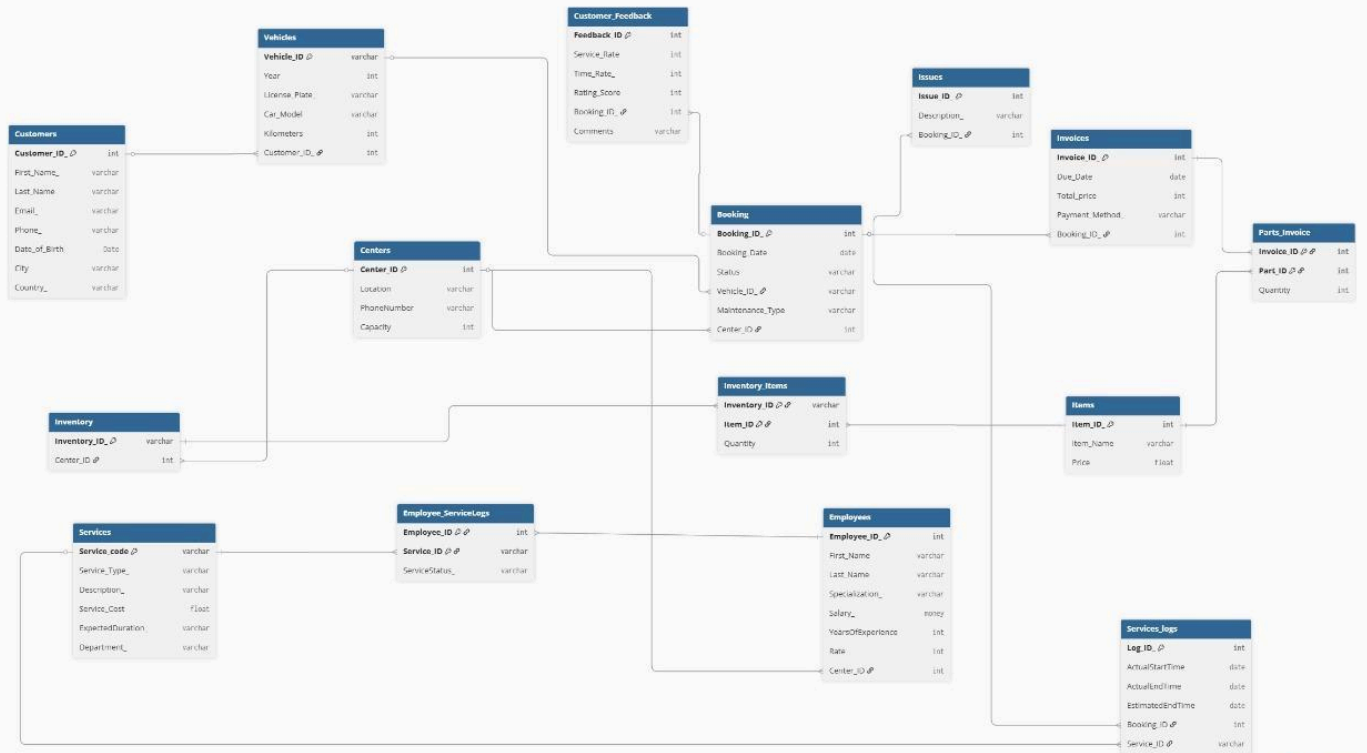 Customer_Feedback
Feedback_ID int
Service_Rate int
Time_Rate_ int
Rating_Score int
Booking_ID_ int
Comments varchar
Vehicles
Vehicle_ID varchar
Year int
License_Plate_ varchar
Car_Model varchar
Kilometers int
Customer_ID_ int
Issues
Issue_ID int
Description_ varchar
Booking_ID_ int
Customers
Customer_ID_ int
First_Name_ varchar
Last_Name varchar
Email_ varchar
Phone_ varchar
Date_of_Birth Date
City varchar
Country_ varchar
Invoices
Invoice_ID_ int
Due_Date date
Total_price int
Payment_Method_ varchar
Booking_ID_ int
Booking
Booking_ID_ int
Booking_Date date
Status varchar
Vehicle_ID_ varchar
Maintenance_Type varchar
Center_ID int
Parts_Invoice
Invoice_ID int
Part_ID int
Quantity int
Centers
Center_ID int
Location varchar
PhoneNumber varchar
Capacity int
Inventory_Items
Inventory_ID varchar
Item_ID int
Quantity int
Items
Item_ID_ int
Item_Name varchar
Price float
Inventory
Inventory_ID_ varchar
Center_ID int
Employee_ServiceLogs
Employee_ID int
Service_ID varchar
ServiceStatus_ varchar
Employees
Employee_ID_ int
First_Name varchar
Last_Name varchar
Specialization_ varchar
Salary_ money
YearsOfExperience int
Rate int
Center_ID int
Services
Service_code varchar
Service_Type_ varchar
Description_ varchar
Service_Cost float
ExpectedDuration_ varchar
Department_ varchar
Services_logs
Log_ID_ int
ActualStartTime date
ActualEndTime date
EstimatedEndTime date
Booking_ID int
Service_ID varchar